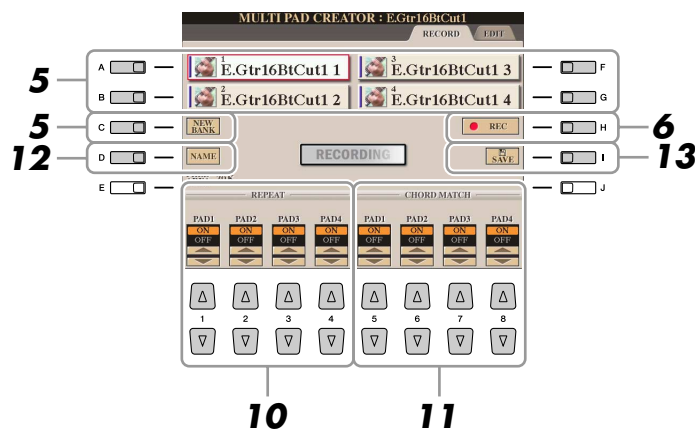 MULTI PAD CREATOR : E.Gtr16BtCut1
RECORD EDIT
A 1 E.Gtr16BtCut1 1 3 E.Gtr16BtCut1 3 F
5
B 2 E.Gtr16BtCut1 2 4 E.Gtr16BtCut1 4 G
5 C NEW BANK REC H 6
12 D NAME RECORDING SAVE I 13
E J
REPEAT CHORD MATCH
PAD1 PAD2 PAD3 PAD4 PAD1 PAD2 PAD3 PAD4
ON ON ON ON ON ON ON ON
OFF OFF OFF OFF OFF OFF OFF OFF
1 2 3 4 5 6 7 8
10 11